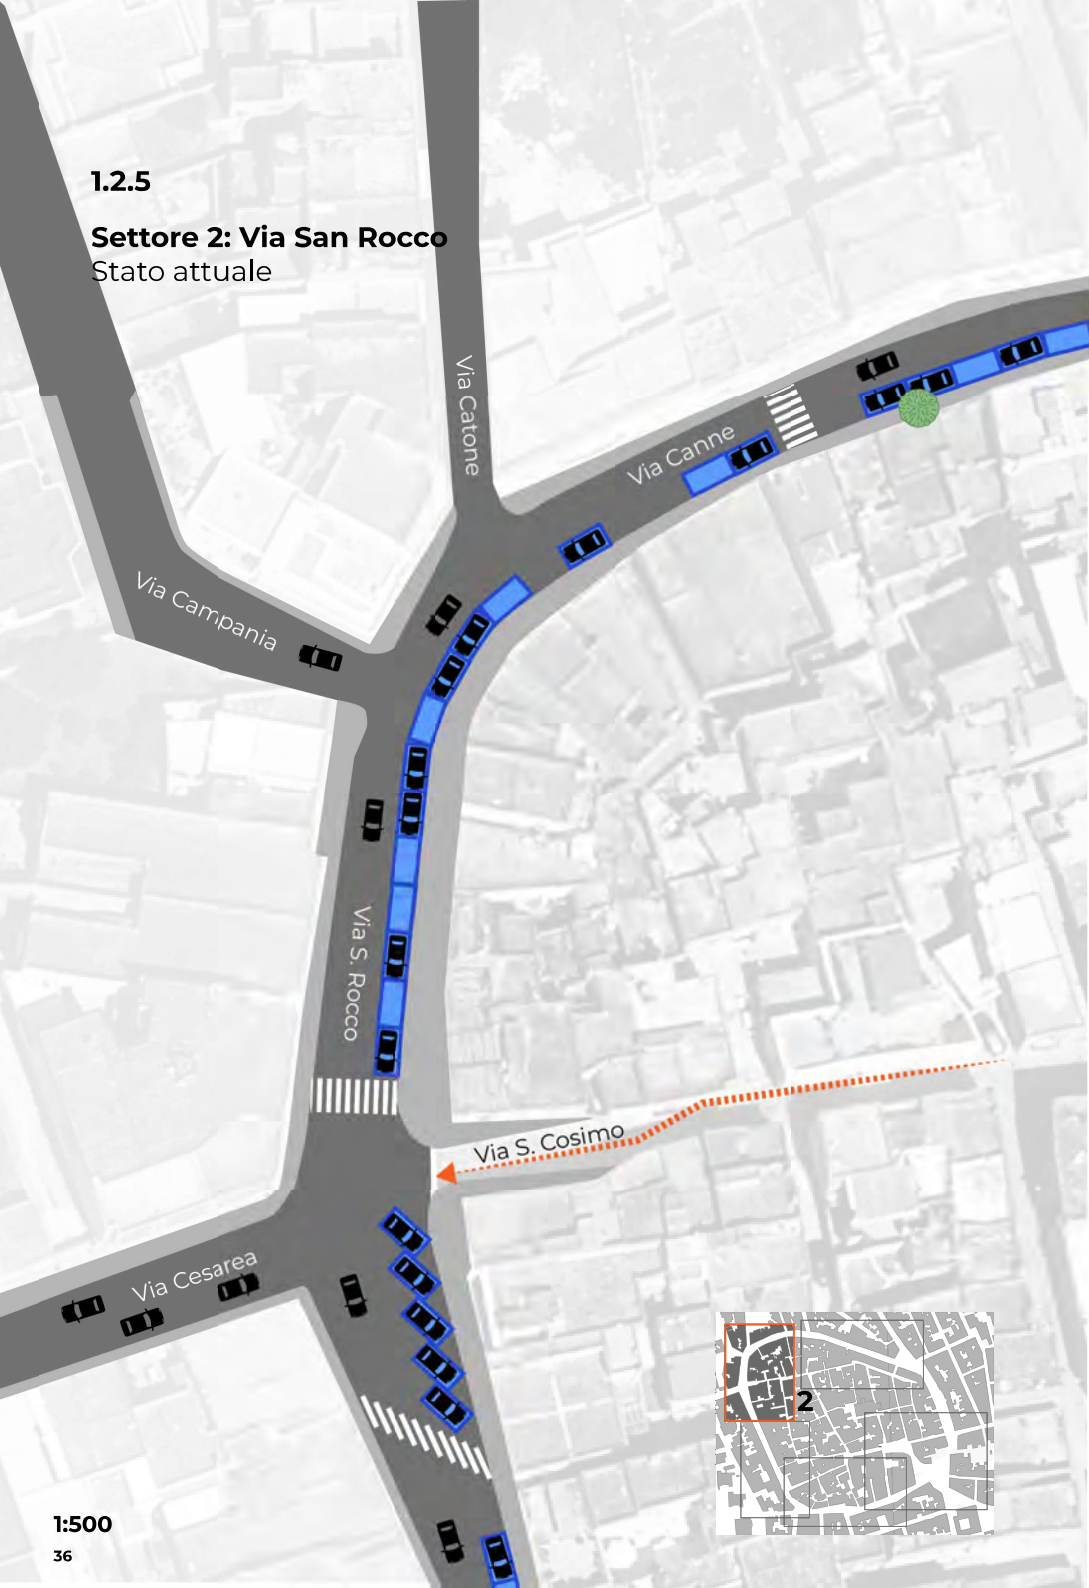 1.2.5
Settore 2: Via San Rocco
Stato attuale
Via Catone
Via Canne
Via Campania
Via S. Rocco
Via S. Cosimo
Via Cesarea
2
1:500
36